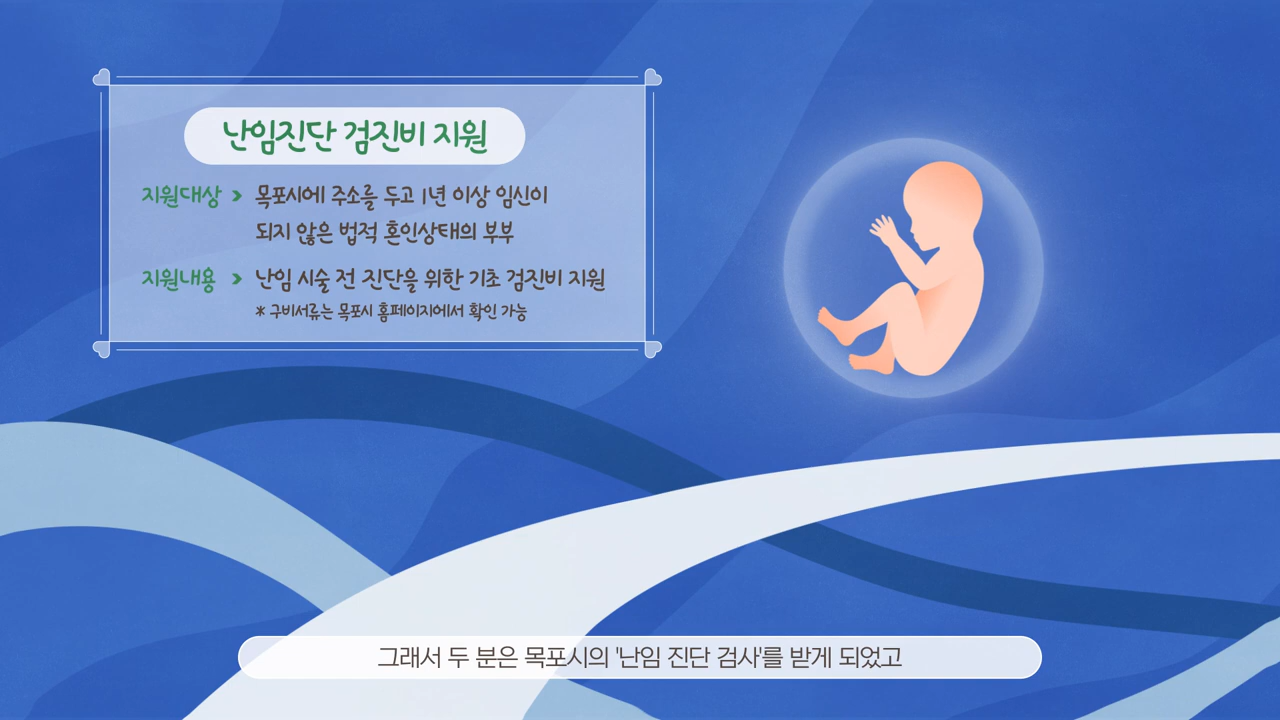 난임진단 검진비 지원
지원대상 > 목포시에 주소를 두고 1년 이상 임신이
되지 않은 법적 혼인상태의 부부
지원내용 > 난임 시술 전 진단을 위한 기초 검진비 지원
* 구비서류는 목포시 홈페이지에서 확인 가능
그래서 두 분은 목포시의 '난임 진단 검사'를 받게 되었고